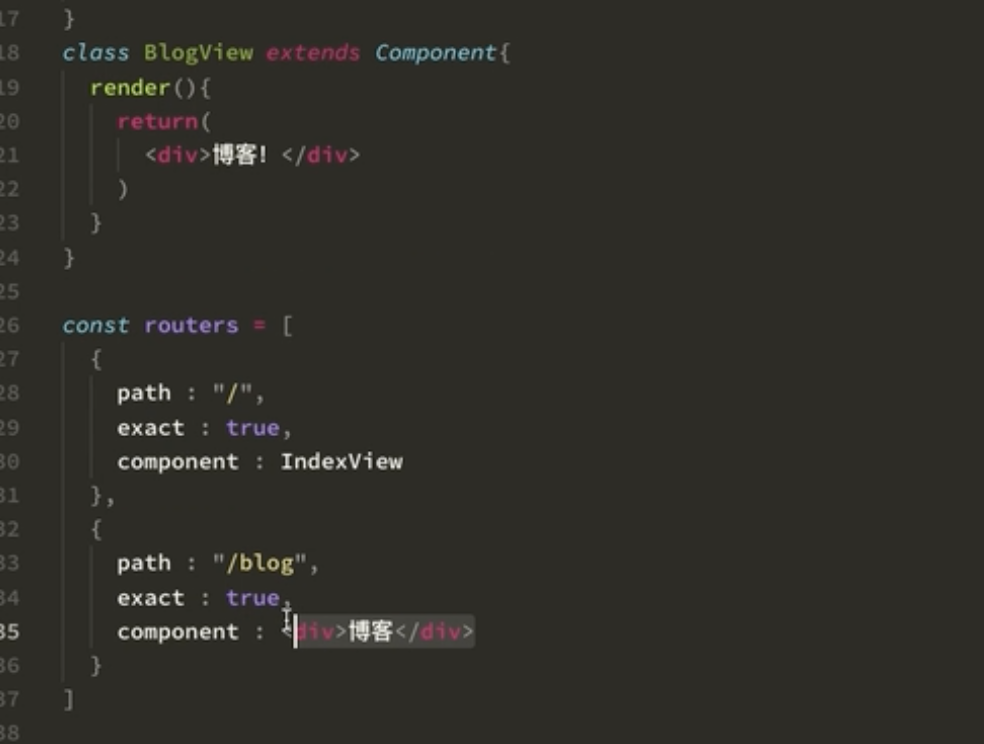 17 }
18 class BlogView extends Component{
19 render(){
20 return(
21 <div>博客! </div>
22 )
23 }
24 }
25
26 const routers = [
27 {
28 path : "/",
29 exact : true,
30 component : IndexView
31 },
32 {
33 path : "/blog",
34 exact : true,
35 component : <div>博客</div>
36 }
37 ]
38